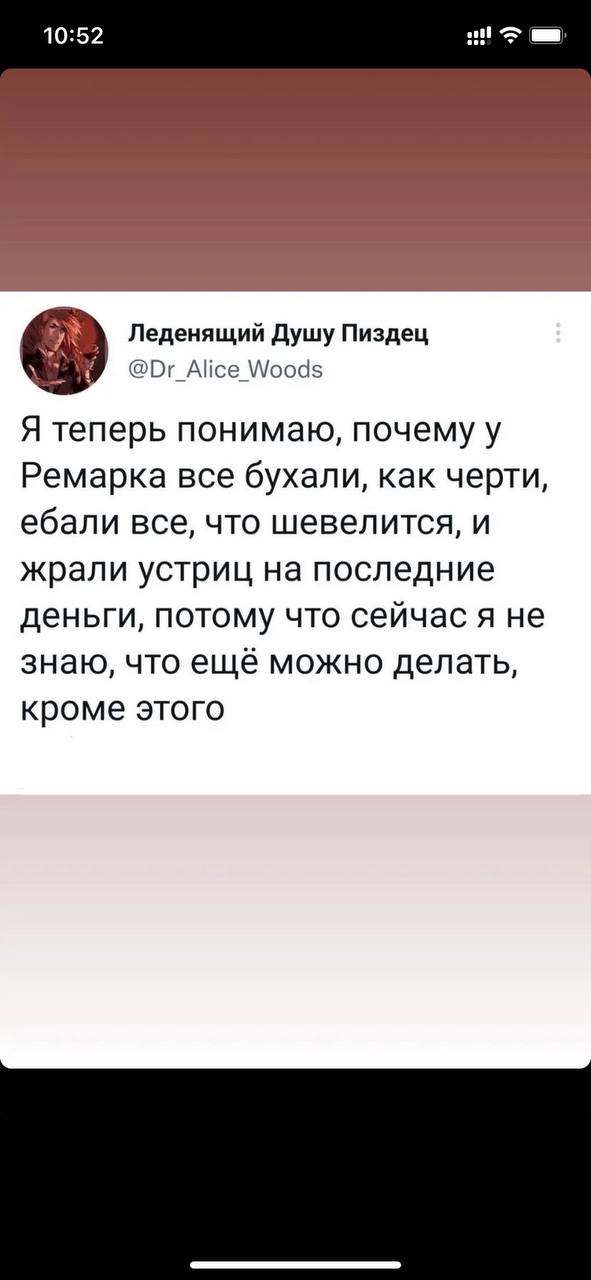 10:52
Леденящий Душу Пиздец
@Dr_Alice_Woods
Я теперь понимаю, почему у
Ремарка все бухали, как черти,
ебали все, что шевелится, и
жрали устриц на последние
деньги, потому что сейчас я не
знаю, что ещё можно делать,
кроме этого